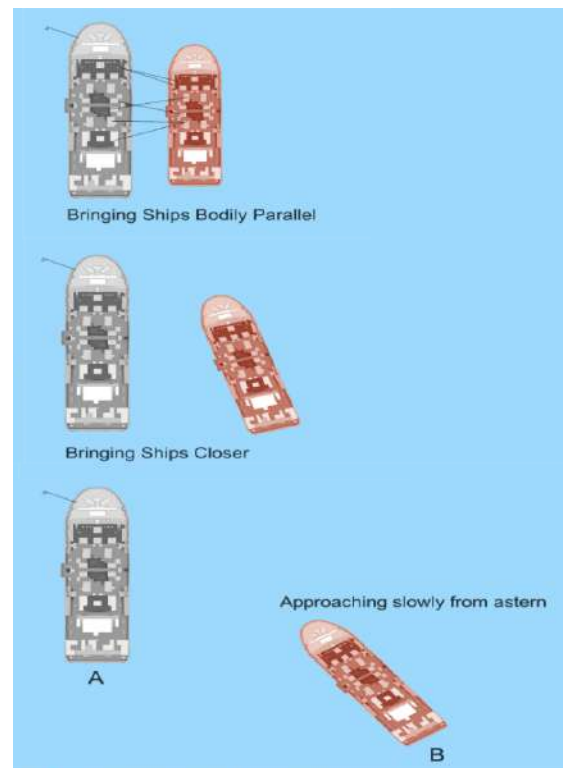 Bringing Ships Bodily Parallel
Bringing Ships Closer
Approaching slowly from astern
A
B